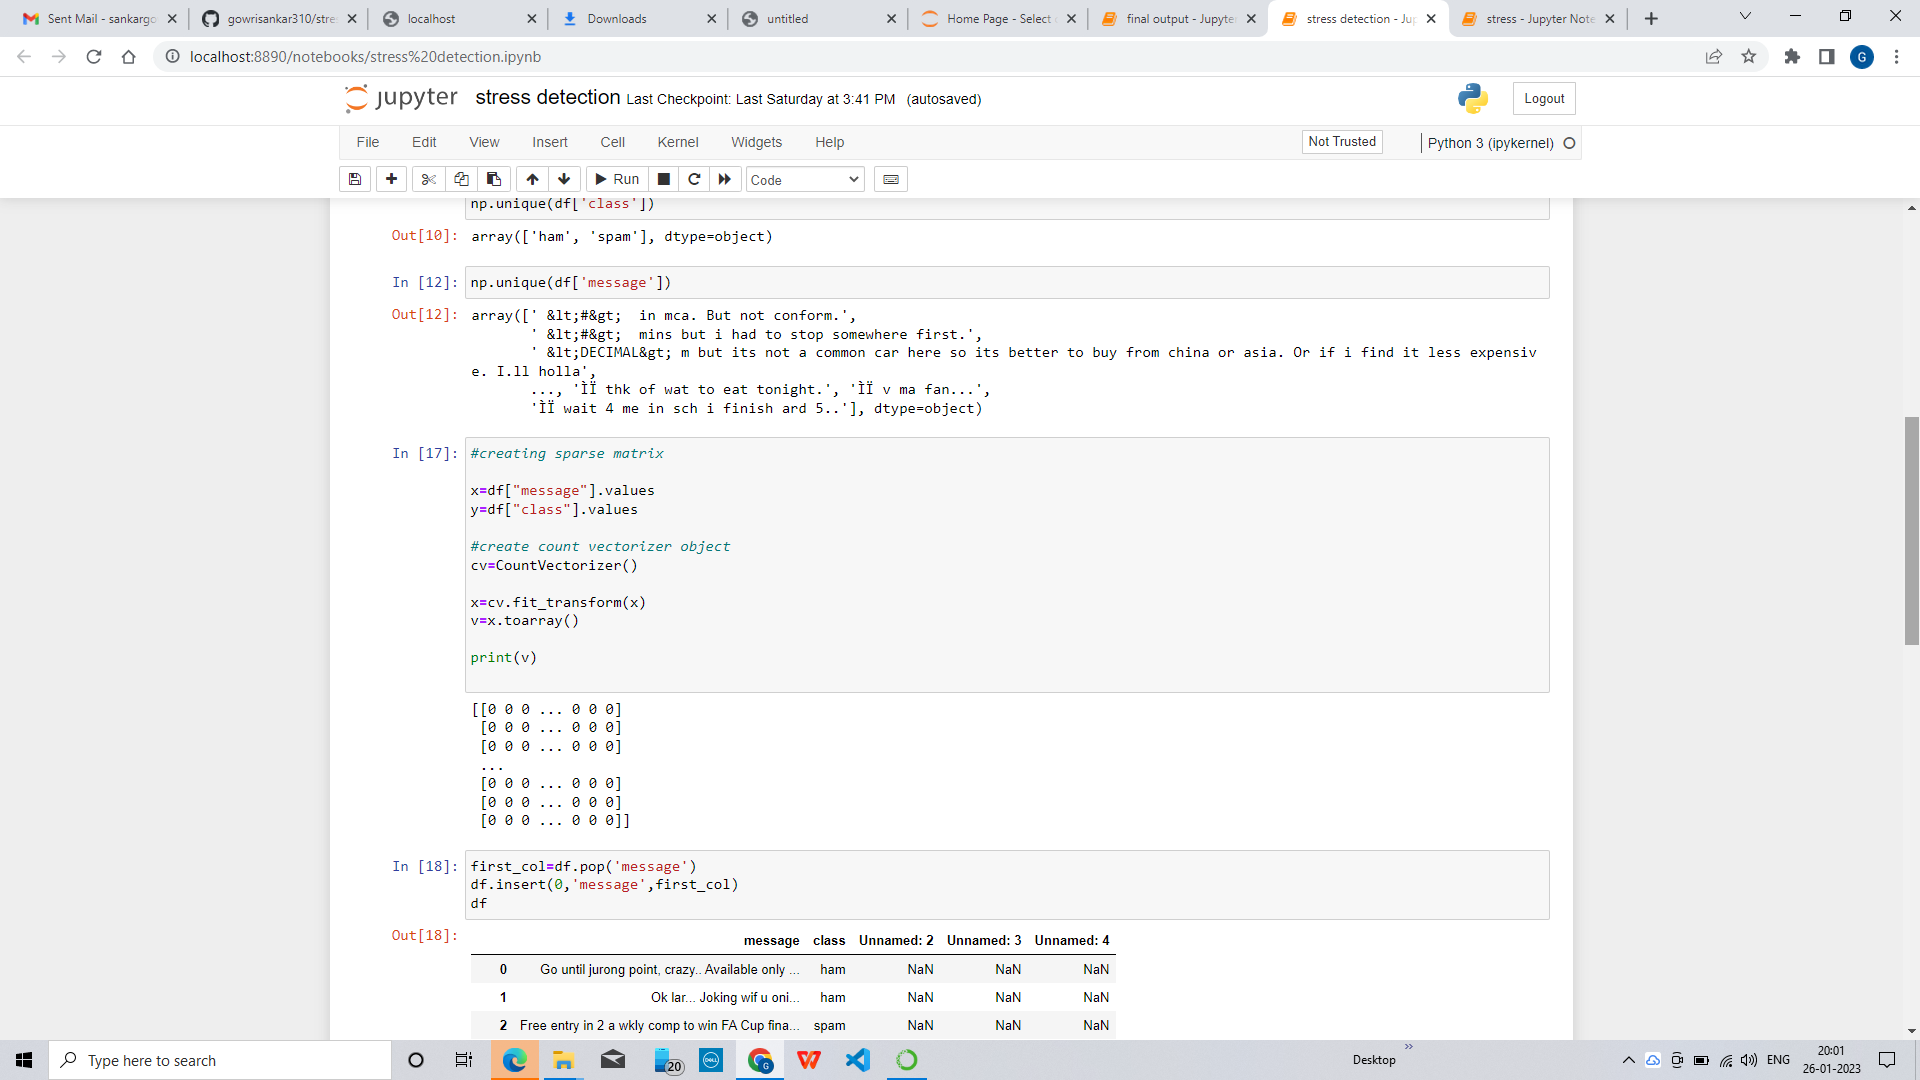 Sent Mail - sankargo
gowrisankar310/stre
localhost
Downloads
untitled
Home Page - Select
final output - Jupyte
stress detection - Jup
stress - Jupyter Note
localhost:8890/notebooks/stress%20detection.ipynb
G
jupyter stress detection Last Checkpoint: Last Saturday at 3:41 PM (autosaved)
Logout
File Edit View Insert Cell Kernel Widgets Help
Not Trusted
Python 3 (ipykernel)
Run
Code
np.unique(df['class'])
Out[10]: array(['ham', 'spam'], dtype=object)
In [12]: np.unique(df['message'])
Out[12]: array([' &lt;#&gt;  in mca. But not conform.',
' &lt;#&gt;  mins but i had to stop somewhere first.',
' &lt;DECIMAL&gt; m but its not a common car here so its better to buy from china or asia. Or if i find it less expensiv
e. I.ll holla',
..., 'ÌÏ thk of wat to eat tonight.', 'ÌÏ v ma fan...',
'ÌÏ wait 4 me in sch i finish ard 5..'], dtype=object)
In [17]: #creating sparse matrix
x=df["message"].values
y=df["class"].values
#create count vectorizer object
cv=CountVectorizer()
x=cv.fit_transform(x)
v=x.toarray()
print(v)
[[0 0 0 ... 0 0 0]
[0 0 0 ... 0 0 0]
[0 0 0 ... 0 0 0]
...
[0 0 0 ... 0 0 0]
[0 0 0 ... 0 0 0]
[0 0 0 ... 0 0 0]]
In [18]: first_col=df.pop('message')
df.insert(0,'message',first_col)
df
Out[18]:
message class Unnamed: 2 Unnamed: 3 Unnamed: 4
0 Go until jurong point, crazy.. Available only ... ham NaN NaN NaN
1 Ok lar... Joking wif u oni... ham NaN NaN NaN
2 Free entry in 2 a wkly comp to win FA Cup fina... spam NaN NaN NaN
Type here to search
20
DELL
G
Desktop
ENG
20:01
26-01-2023